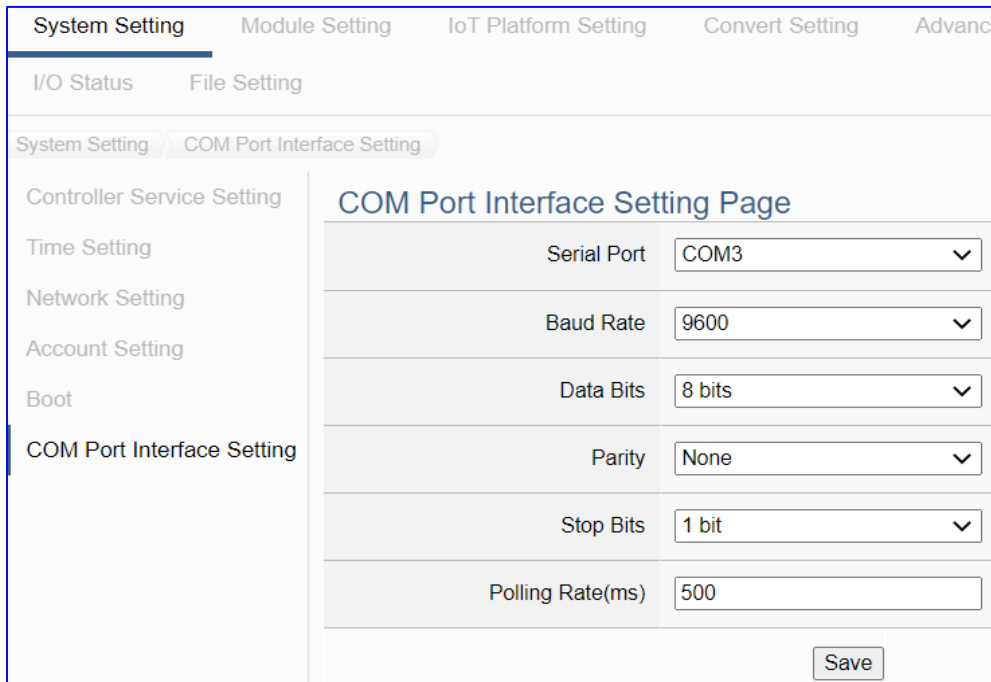 System Setting Module Setting IoT Platform Setting Convert Setting Advanc
I/O Status File Setting
System Setting COM Port Interface Setting
Controller Service Setting
Time Setting
Network Setting
Account Setting
Boot
COM Port Interface Setting
COM Port Interface Setting Page
Serial Port COM3
Baud Rate 9600
Data Bits 8 bits
Parity None
Stop Bits 1 bit
Polling Rate(ms) 500
Save